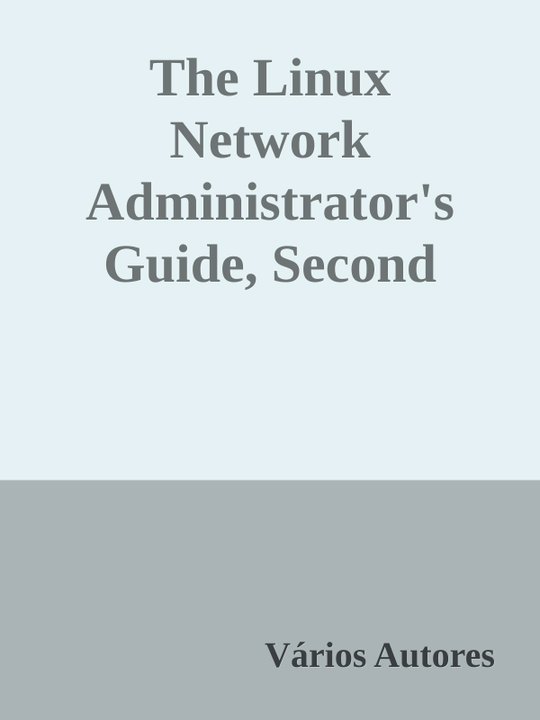 The Linux
Network
Administrator's
Guide, Second
Vários Autores